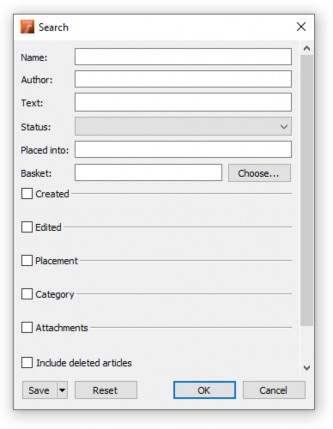 Search
Name:
Author:
Text:
Status:
Placed into:
Basket:
Choose...
Created
Edited
Placement
Category
Attachments
Include deleted articles
Save
Reset
OK
Cancel